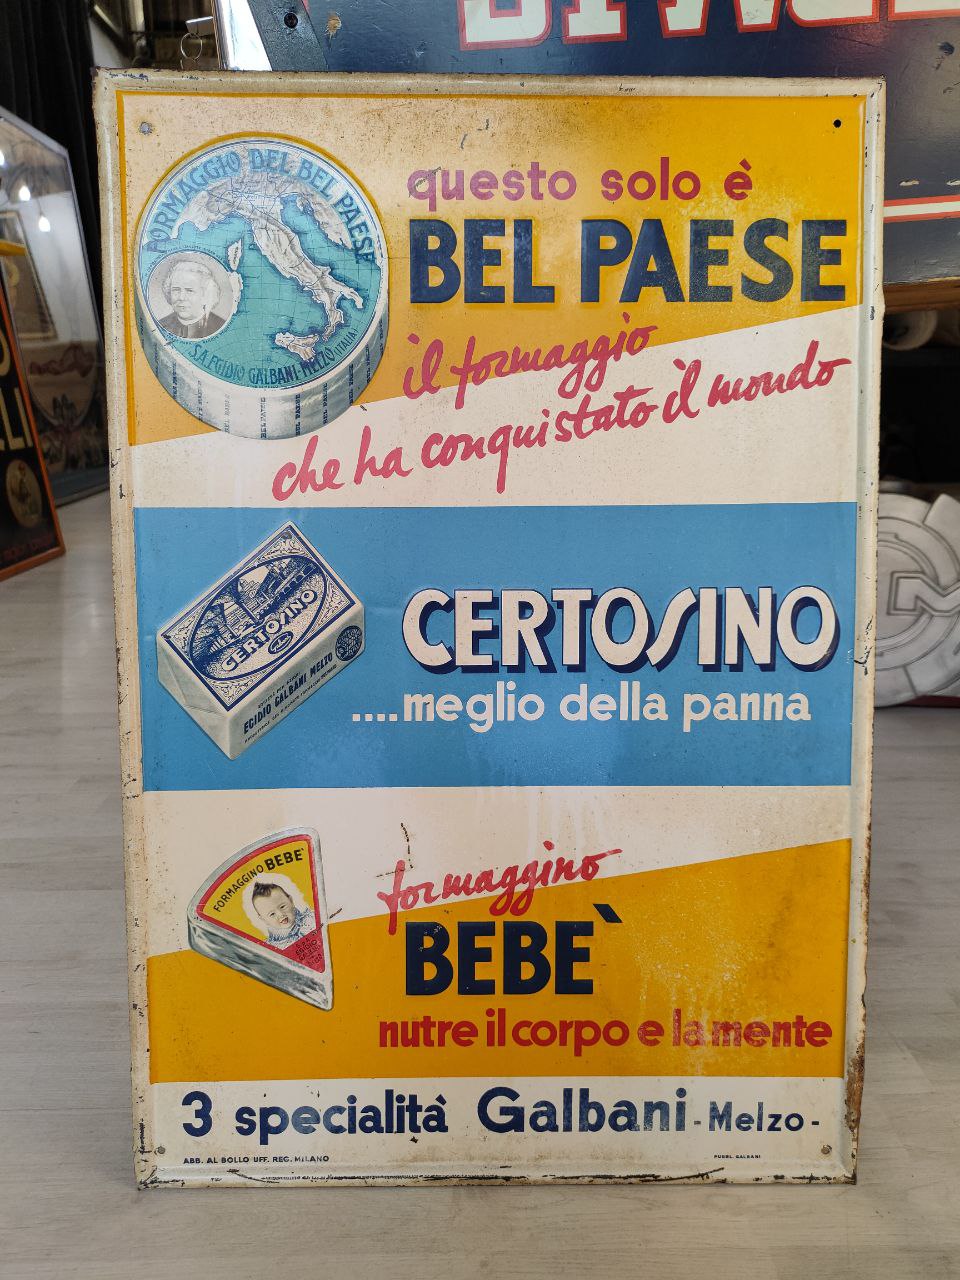 FORMAGGIO DEL BEL PAESE
S.A. EGIDIO GALBANI-MELZO (ITALIA)
BEL PAESE
questo solo è
BEL PAESE
il formaggio
che ha conquistato il mondo
CERTOSINO
EGIDIO GALBANI MELZO
CERTOSINO
....meglio della panna
FORMAGGINO BEBE`
formaggino
BEBE`
nutre il corpo e la mente
3 specialità Galbani - Melzo -
ABB. AL BOLLO UFF. REG. MILANO
PUBBL. GALBANI